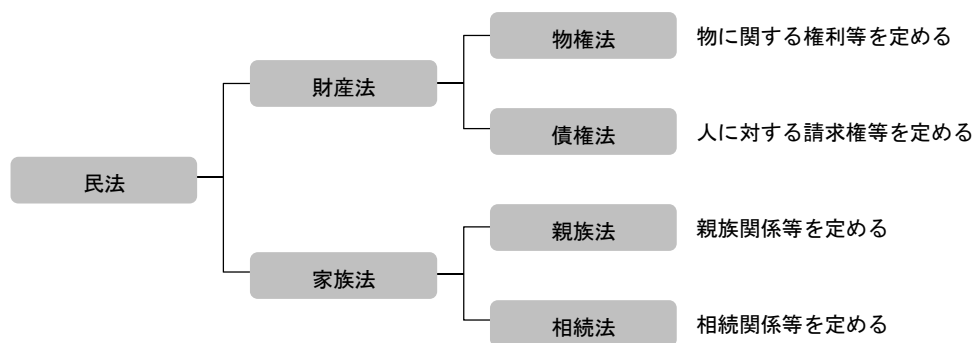 物権法 物に関する権利等を定める
財産法
債権法 人に対する請求権等を定める
民法
親族法 親族関係等を定める
家族法
相続法 相続関係等を定める